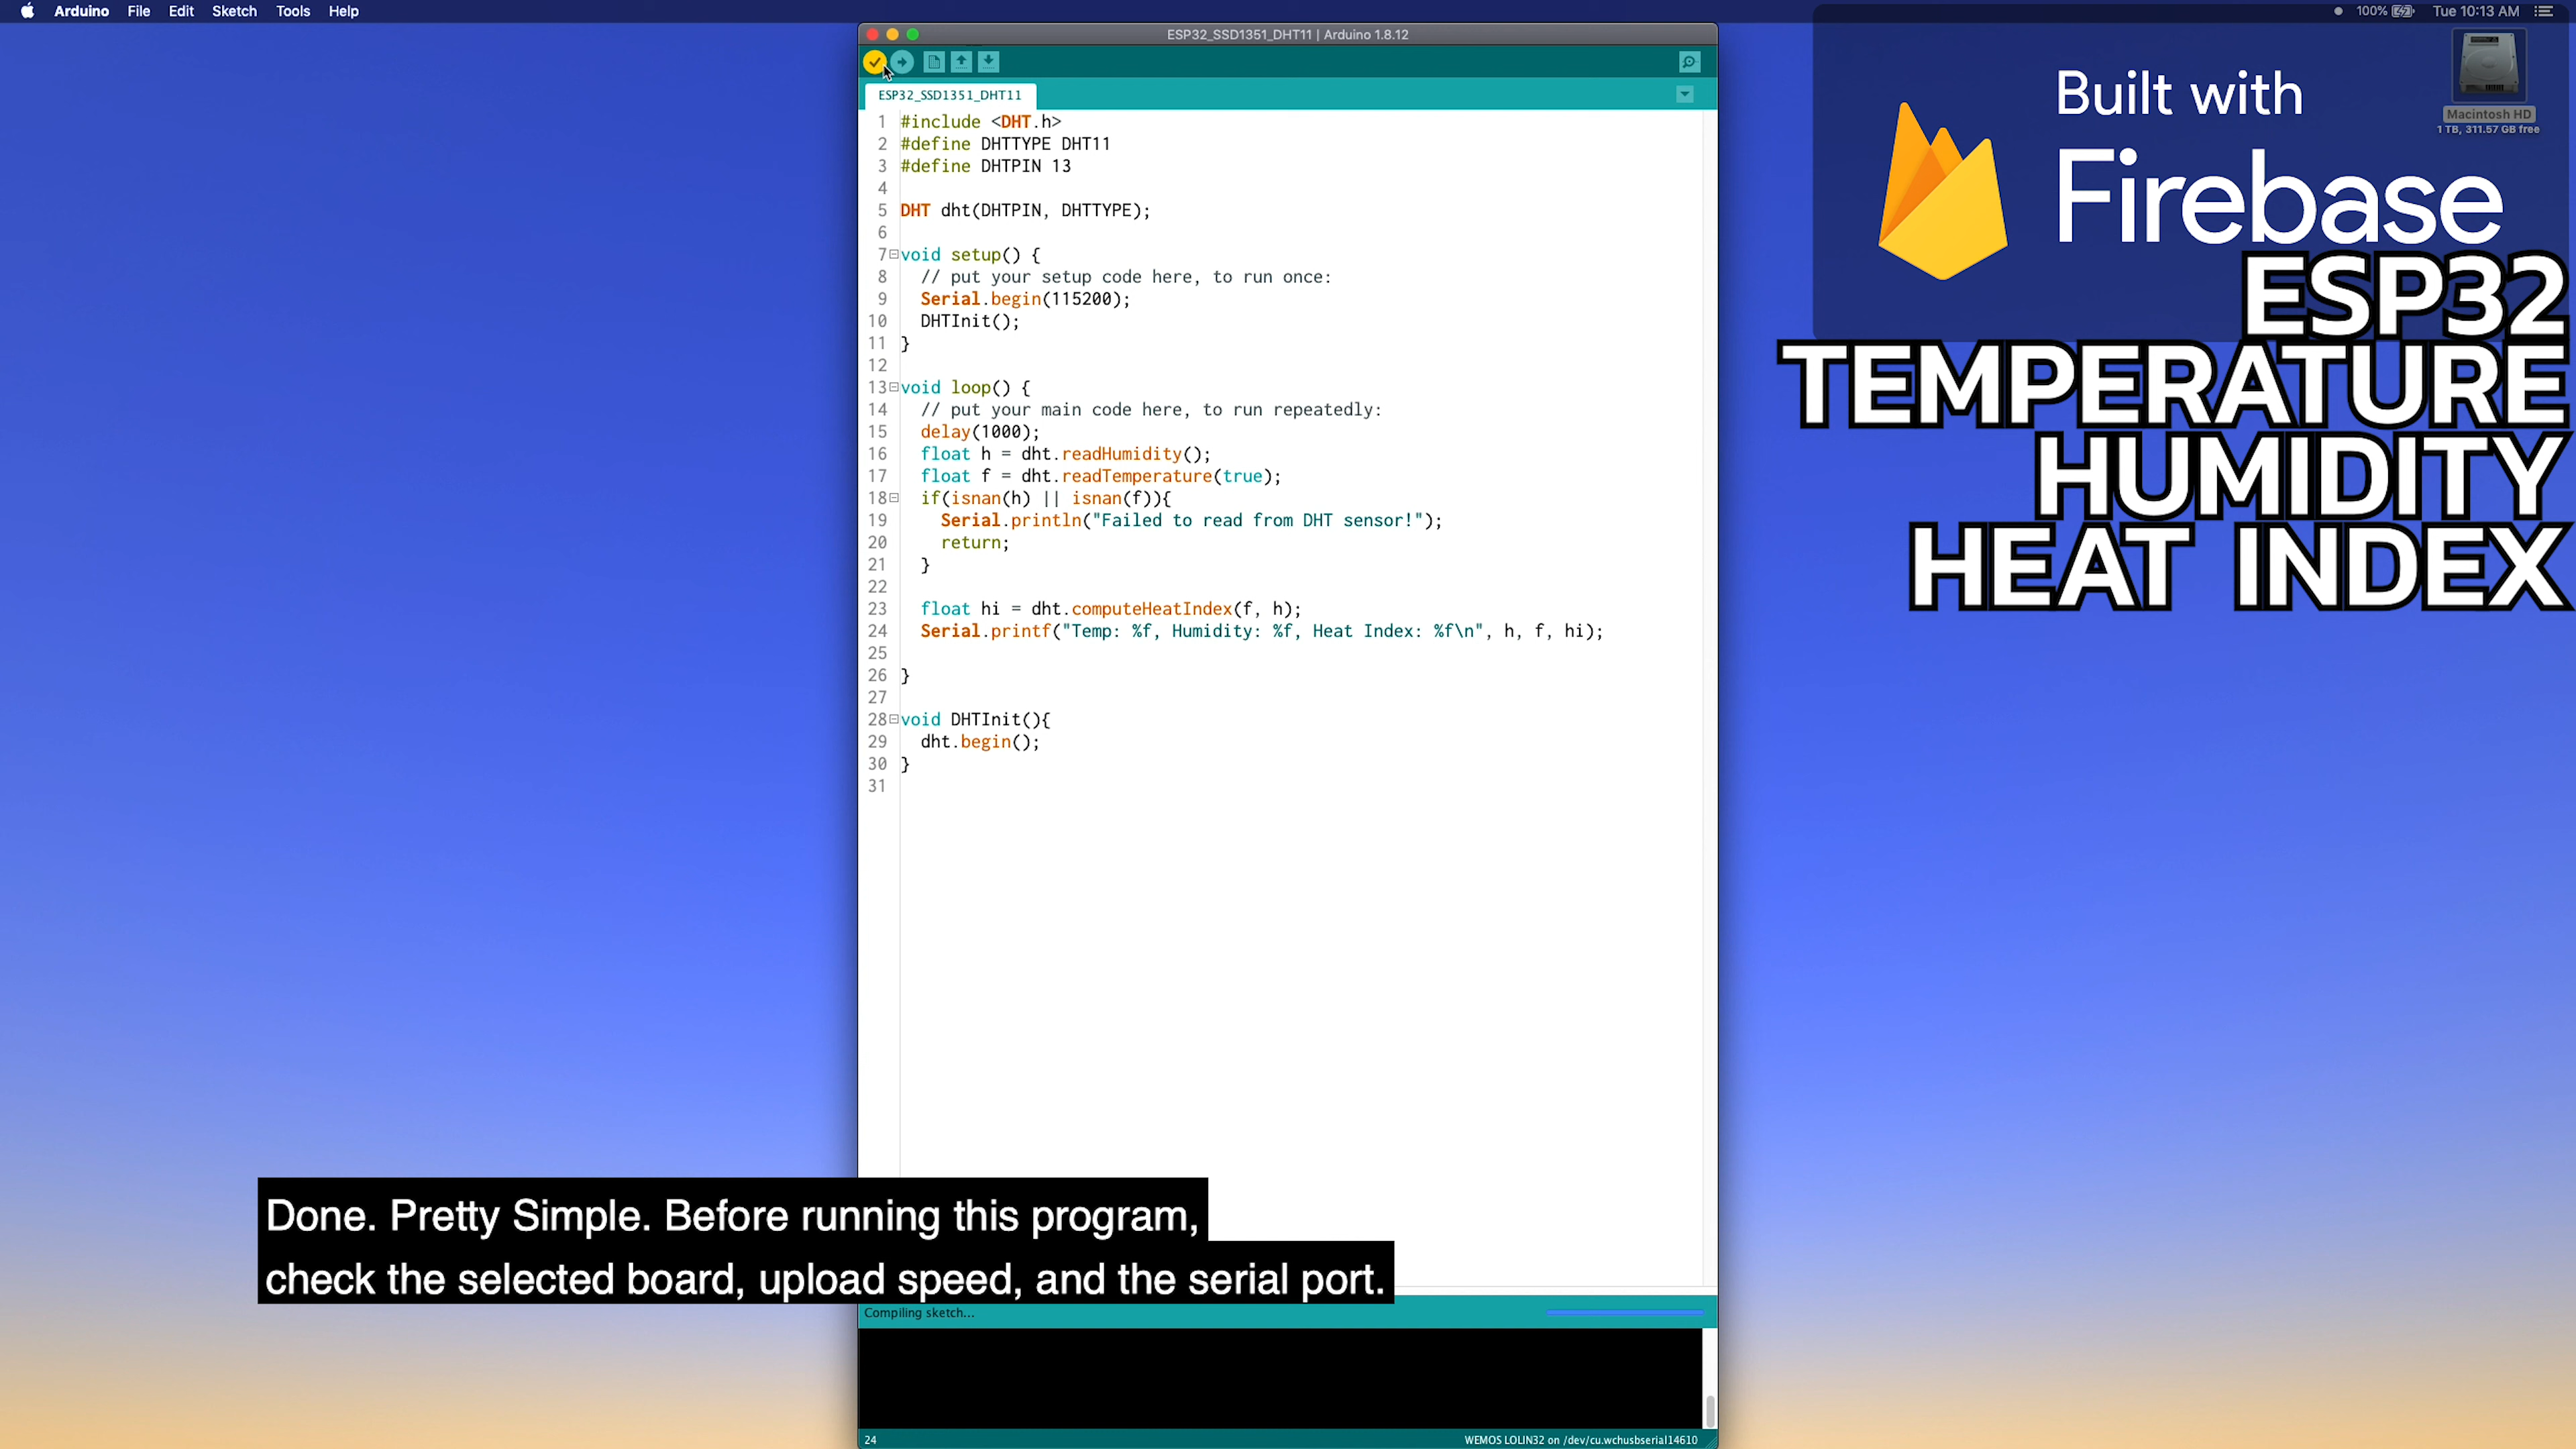 Arduino File Edit Sketch Tools Help
100% Tue 10:13 AM
ESP32_SSD1351_DHT11 | Arduino 1.8.12
ESP32_SSD1351_DHT11
1 #include <DHT.h>
2 #define DHTTYPE DHT11
3 #define DHTPIN 13
4
5 DHT dht(DHTPIN, DHTTYPE);
6
7 void setup() {
8 // put your setup code here, to run once:
9 Serial.begin(115200);
10 DHTInit();
11 }
12
13 void loop() {
14 // put your main code here, to run repeatedly:
15 delay(1000);
16 float h = dht.readHumidity();
17 float f = dht.readTemperature(true);
18 if(isnan(h) || isnan(f)){
19 Serial.println("Failed to read from DHT sensor!");
20 return;
21 }
22
23 float hi = dht.computeHeatIndex(f, h);
24 Serial.printf("Temp: %f, Humidity: %f, Heat Index: %f\n", h, f, hi);
25
26 }
27
28 void DHTInit(){
29 dht.begin();
30 }
31
Built with
Firebase
Macintosh HD
1 TB, 311.57 GB free
ESP32
TEMPERATURE
HUMIDITY
HEAT INDEX
Done. Pretty Simple. Before running this program,
check the selected board, upload speed, and the serial port.
Compiling sketch...
24
WEMOS LOLIN32 on /dev/cu.wchusbserial14610